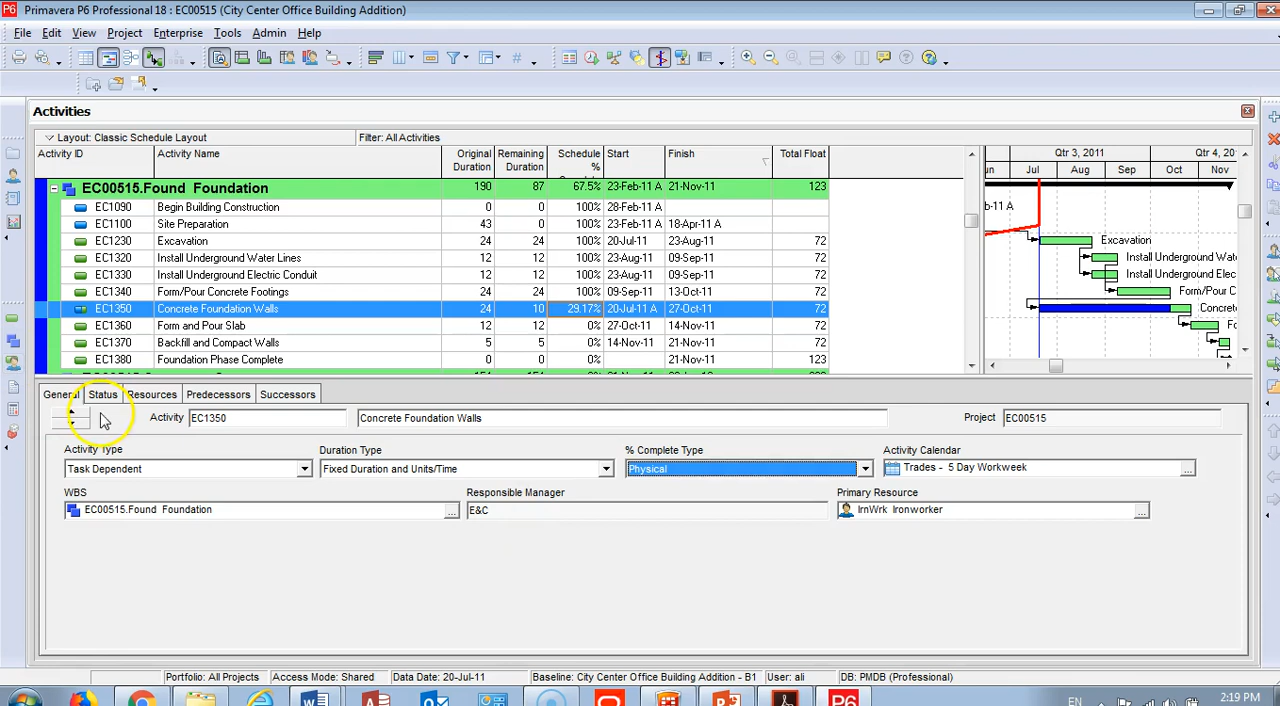 P6 Primavera P6 Professional 18 : EC00515 (City Center Office Building Addition)
File Edit View Project Enterprise Tools Admin Help
Activities
Layout: Classic Schedule Layout Filter: All Activities
Activity ID Activity Name Original Duration Remaining Duration Schedule % Start Finish Total Float Qtr 3, 2011 Qtr 4, 20
un Jul Aug Sep Oct Nov
EC00515.Found Foundation 190 87 67.5% 23-Feb-11 A 21-Nov-11 123
EC1090 Begin Building Construction 0 0 100% 28-Feb-11 A b-11 A
EC1100 Site Preparation 43 0 100% 23-Feb-11 A 18-Apr-11 A
EC1230 Excavation 24 24 100% 20-Jul-11 23-Aug-11 72 Excavation
EC1320 Install Underground Water Lines 12 12 100% 23-Aug-11 09-Sep-11 72 Install Underground Wate
EC1330 Install Underground Electric Conduit 12 12 100% 23-Aug-11 09-Sep-11 72 Install Underground Elec
EC1340 Form/Pour Concrete Footings 24 24 100% 09-Sep-11 13-Oct-11 72 Form/Pour C
EC1350 Concrete Foundation Walls 24 10 29.17% 20-Jul-11 A 27-Oct-11 72 Concre
EC1360 Form and Pour Slab 12 12 0% 27-Oct-11 14-Nov-11 72 Fo
EC1370 Backfill and Compact Walls 5 5 0% 14-Nov-11 21-Nov-11 72
EC1380 Foundation Phase Complete 0 0 0% 21-Nov-11 123
General Status Resources Predecessors Successors
Activity EC1350 Concrete Foundation Walls Project EC00515
Activity Type Duration Type % Complete Type Activity Calendar
Task Dependent Fixed Duration and Units/Time Physical Trades - 5 Day Workweek ...
WBS Responsible Manager Primary Resource
EC00515.Found Foundation ... E&C IrnWrk Ironworker ...
Portfolio: All Projects Access Mode: Shared Data Date: 20-Jul-11 Baseline: City Center Office Building Addition - B1 User: ali DB: PMDB (Professional)
EN 2:19 PM